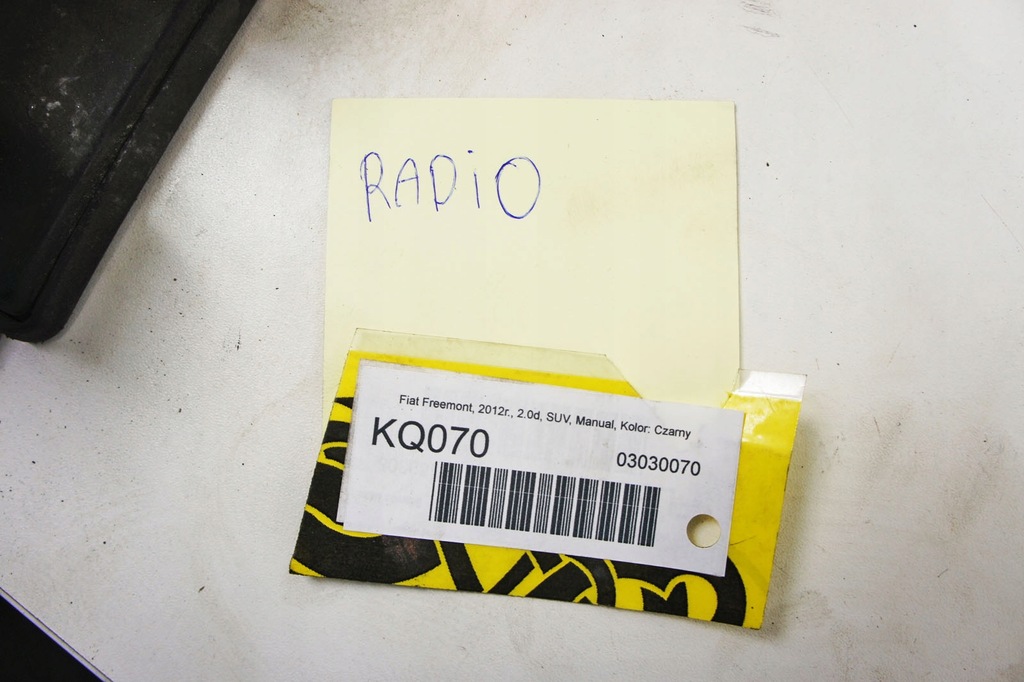 RADiO
Fiat Freemont, 2012r., 2.0d, SUV, Manual, Kolor: Czarny
KQ070
03030070